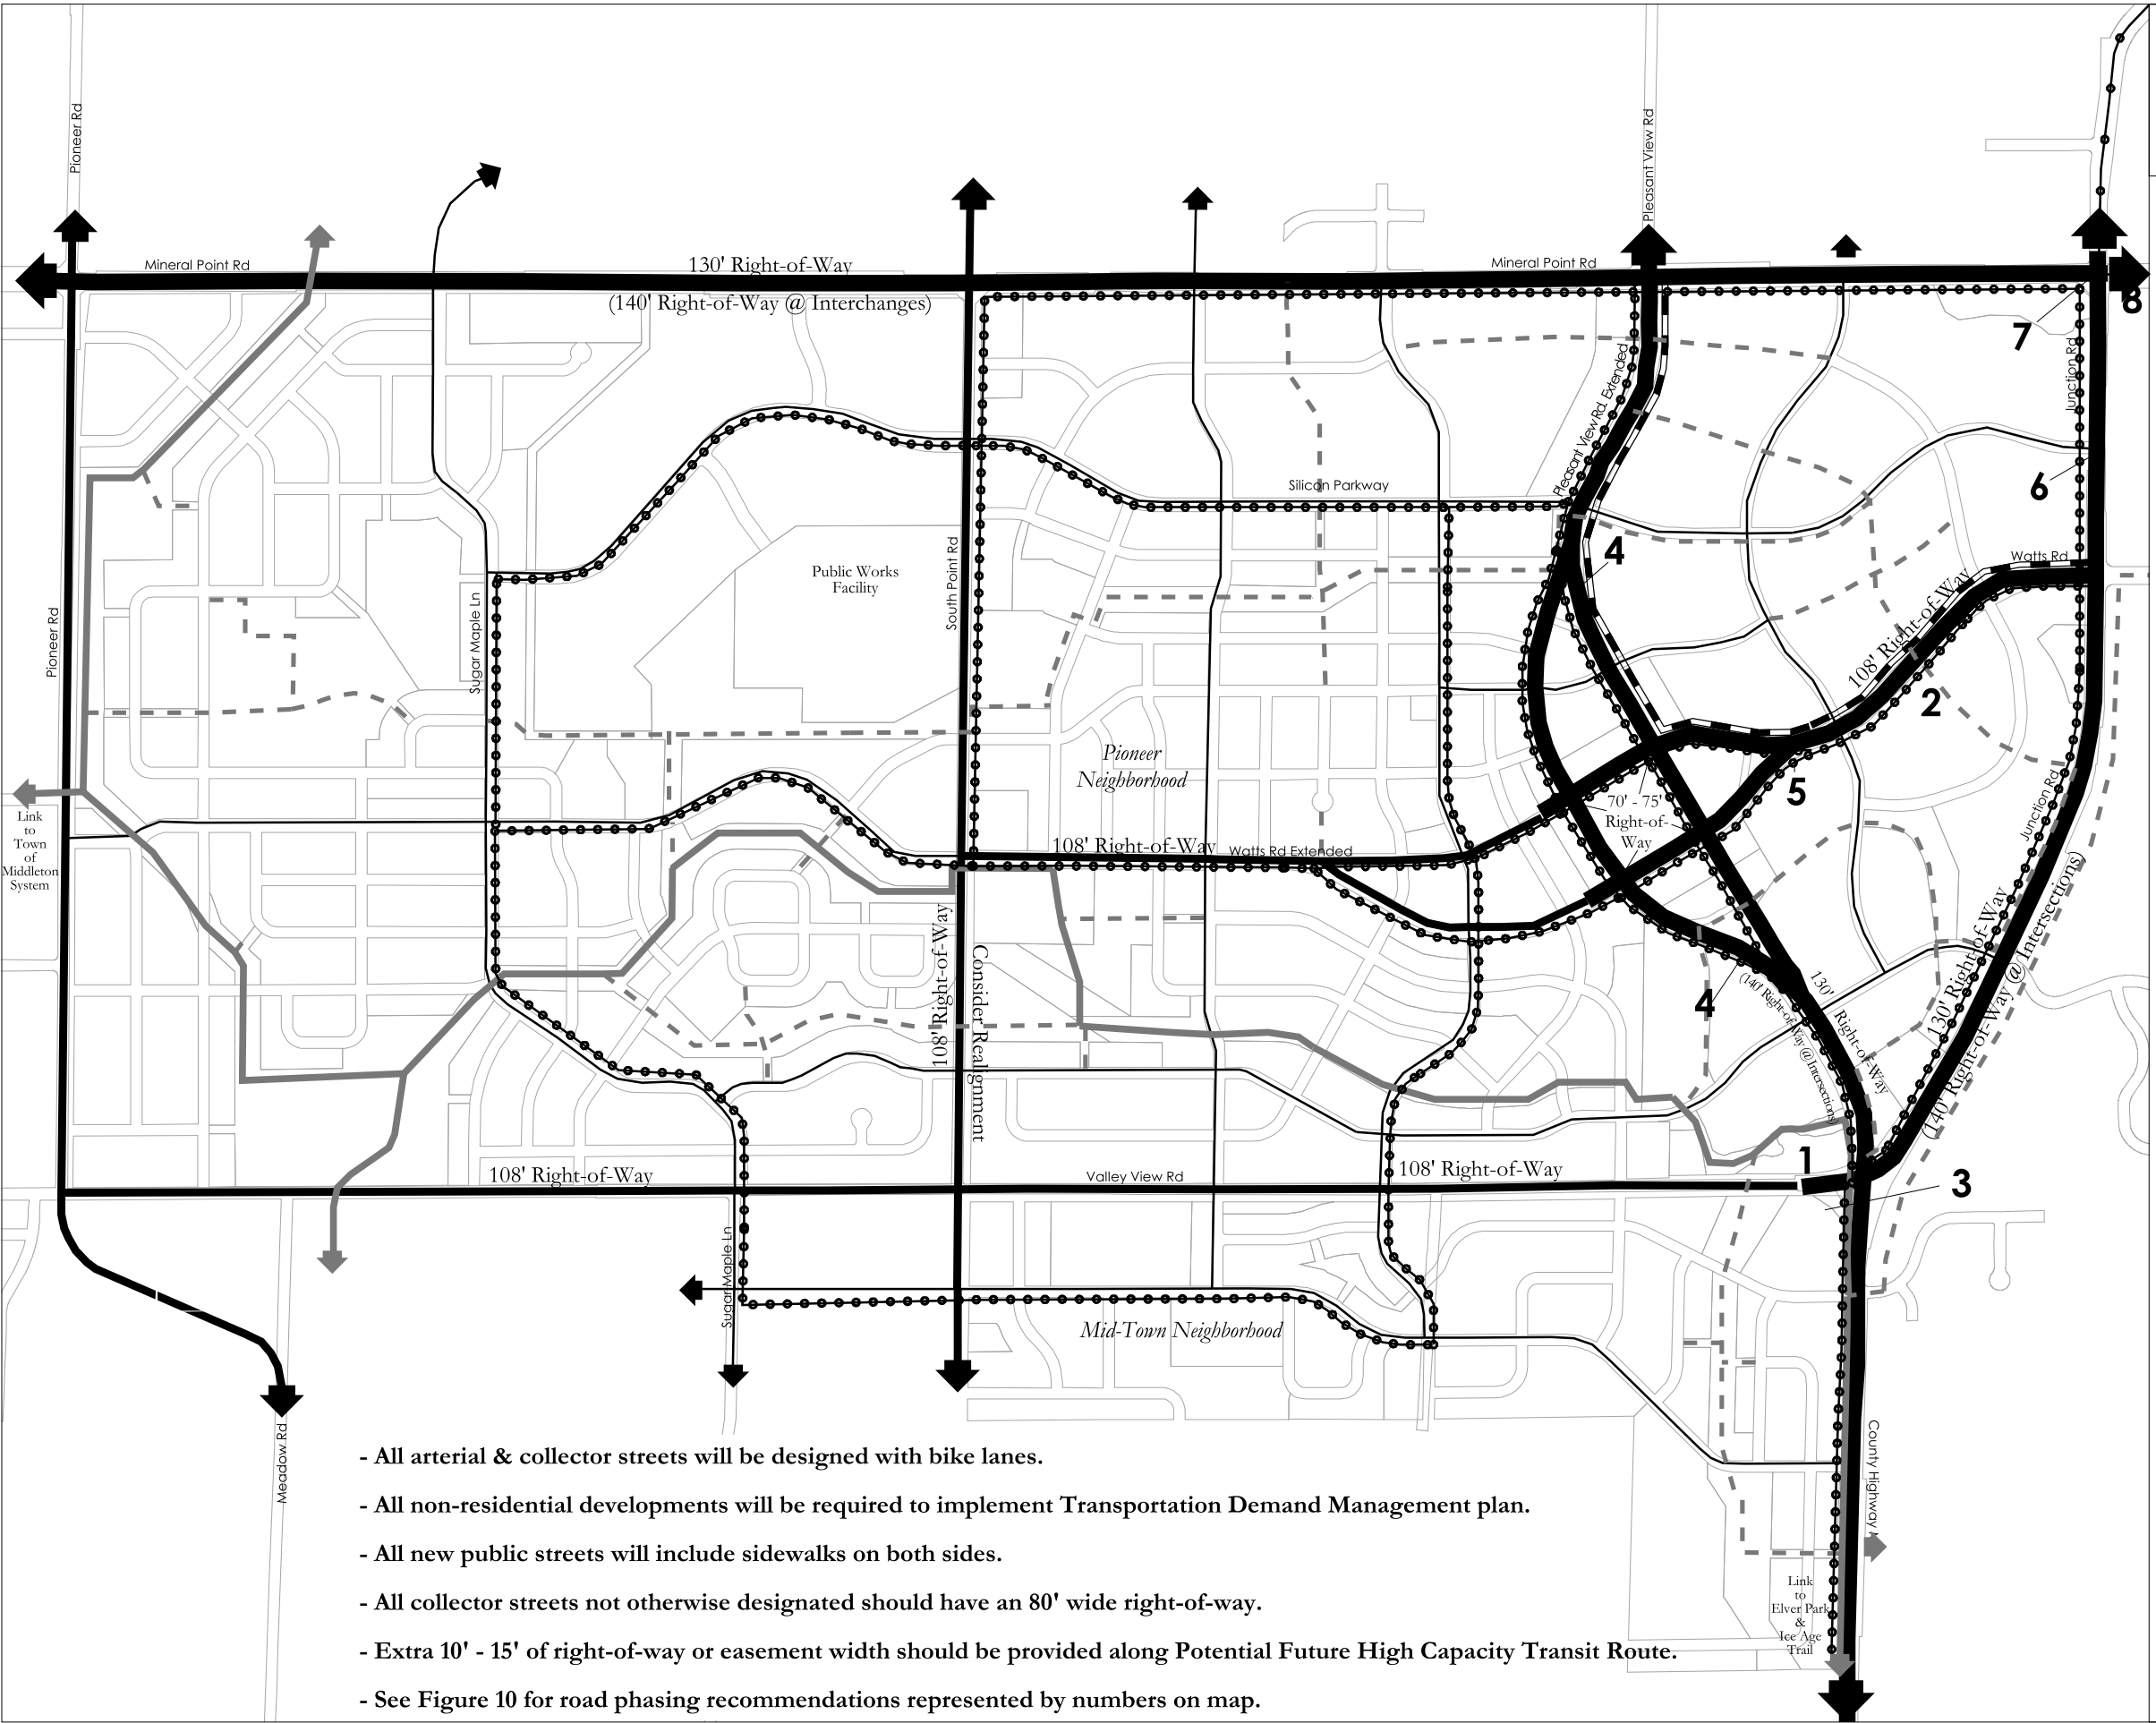 Pioneer Rd
Pleasant View Rd
Mineral Point Rd
130' Right-of-Way
(140' Right-of-Way @ Interchanges)
Mineral Point Rd
8
7
Junction Rd
Pleasant View Rd. Extended
6
Silicon Parkway
4
Watts Rd
108' Right-of-Way
Public Works
Facility
South Point Rd
Sugar Maple Ln
Pioneer Rd
2
Pioneer
Neighborhood
5
70' - 75'
Right-of-
Way
Junction Rd
Link
to
Town
of
Middleton
System
108' Right-of-Way
Watts Rd Extended
108' Right-of-Way
Consider Realignment
4
(140' Right-of-Way @ Intersections)
130' Right-of-Way
130' Right-of-Way
(140' Right-of-Way @ Intersections)
108' Right-of-Way
Valley View Rd
108' Right-of-Way
1
3
Sugar Maple Ln
Mid-Town Neighborhood
Meadow Rd
County Highway
Link
to
Elver Park
&
Ice Age
Trail
- All arterial & collector streets will be designed with bike lanes.
- All non-residential developments will be required to implement Transportation Demand Management plan.
- All new public streets will include sidewalks on both sides.
- All collector streets not otherwise designated should have an 80' wide right-of-way.
- Extra 10' - 15' of right-of-way or easement width should be provided along Potential Future High Capacity Transit Route.
- See Figure 10 for road phasing recommendations represented by numbers on map.